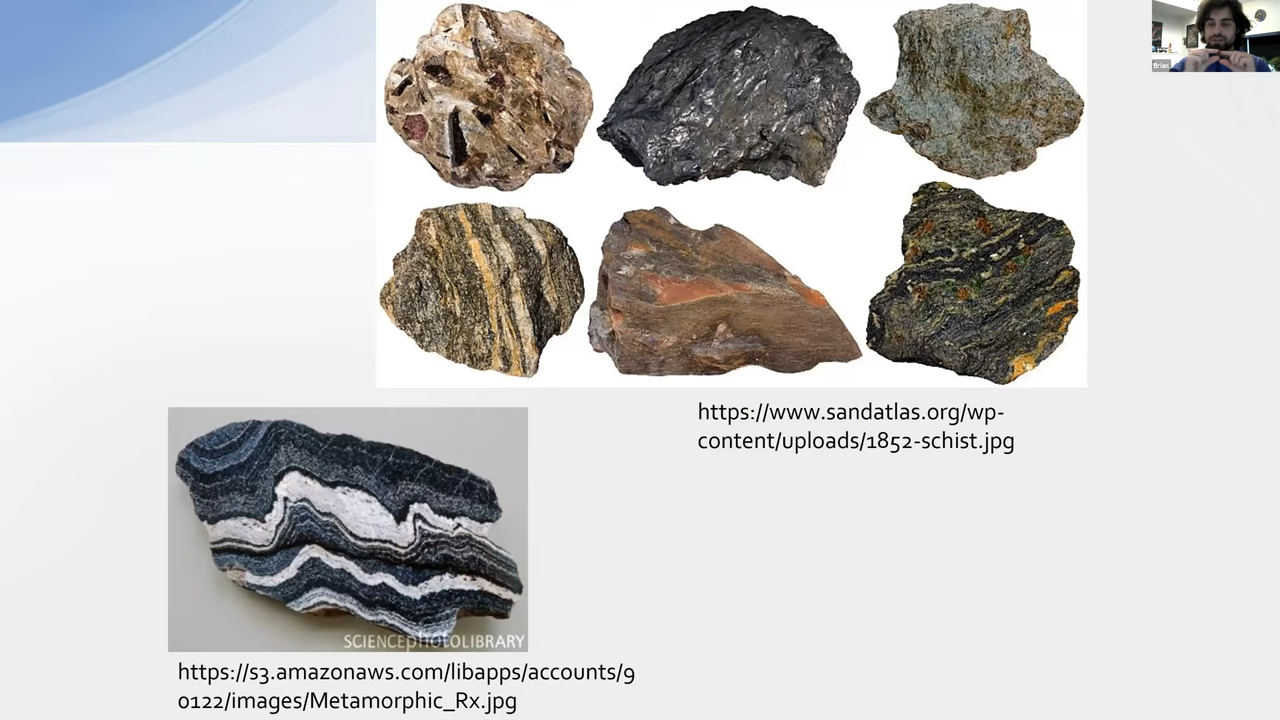 Brian
https://www.sandatlas.org/wp-
content/uploads/1852-schist.jpg
SCIENCEPHOTOLIBRARY
https://s3.amazonaws.com/libapps/accounts/9
0122/images/Metamorphic_Rx.jpg